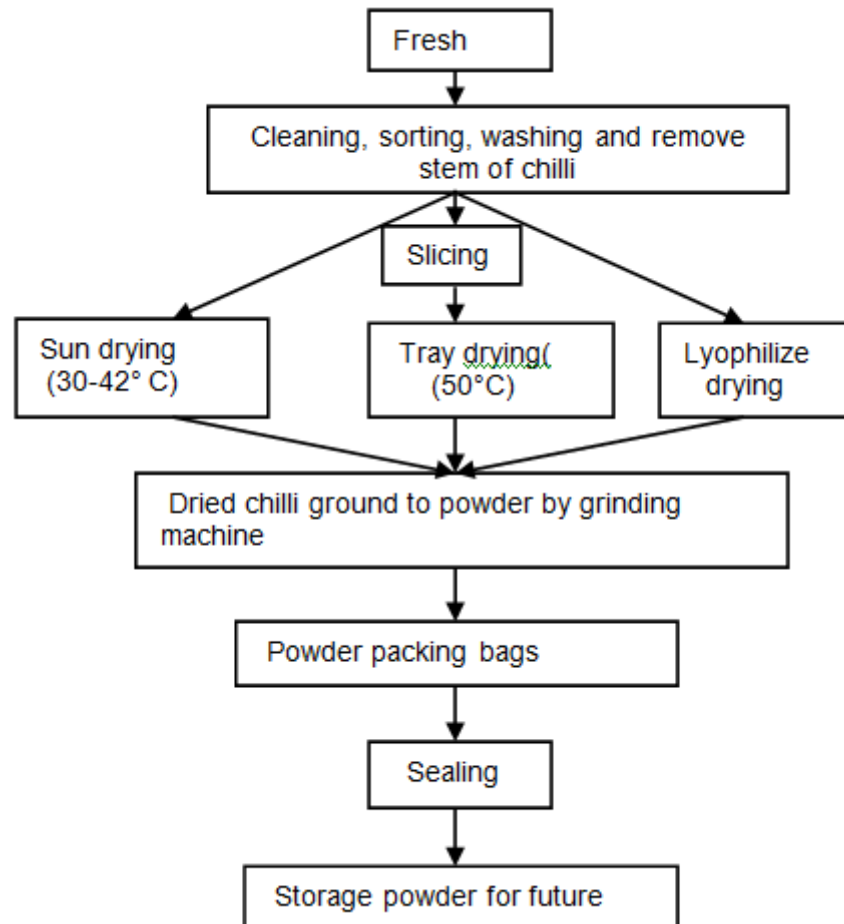 Fresh
Cleaning, sorting, washing and remove
stem of chilli
Slicing
Sun drying
(30-42° C)
Tray drying(
(50°C)
Lyophilize
drying
Dried chilli ground to powder by grinding
machine
Powder packing bags
Sealing
Storage powder for future